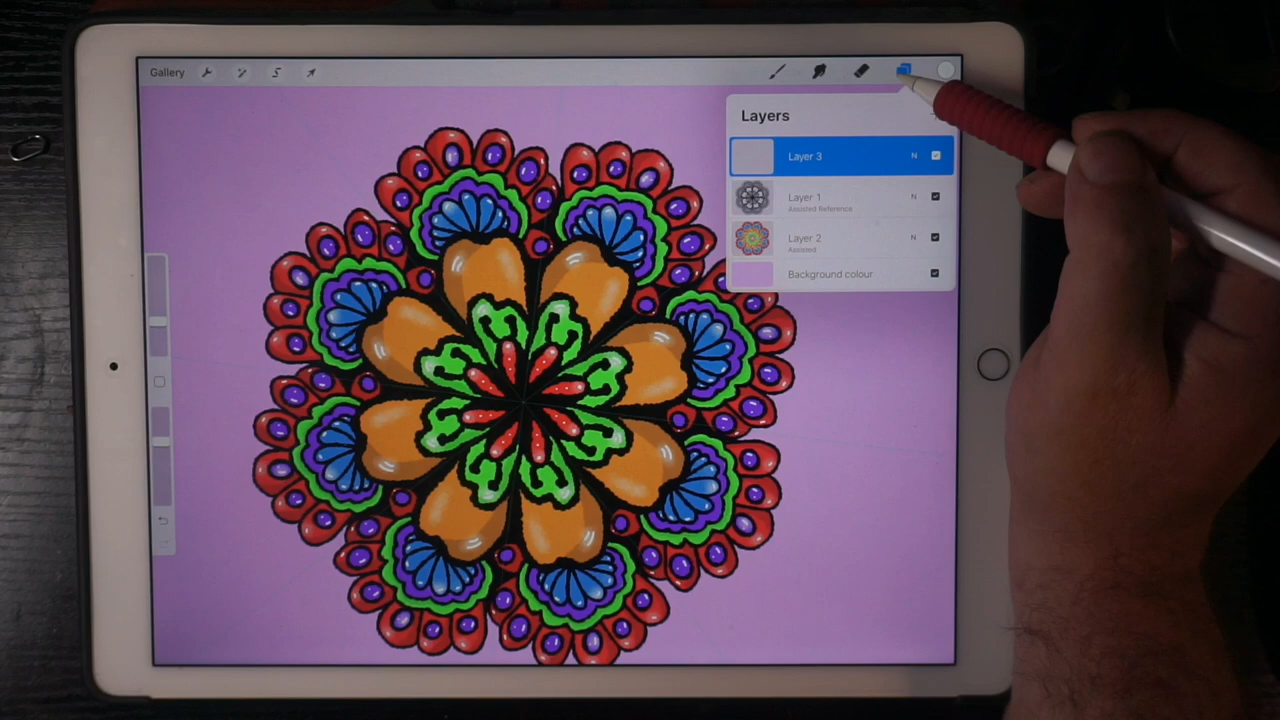 Gallery
Layers
Layer 3
N
Layer 1
N
Assisted Reference
Layer 2
N
Assisted
Background colour